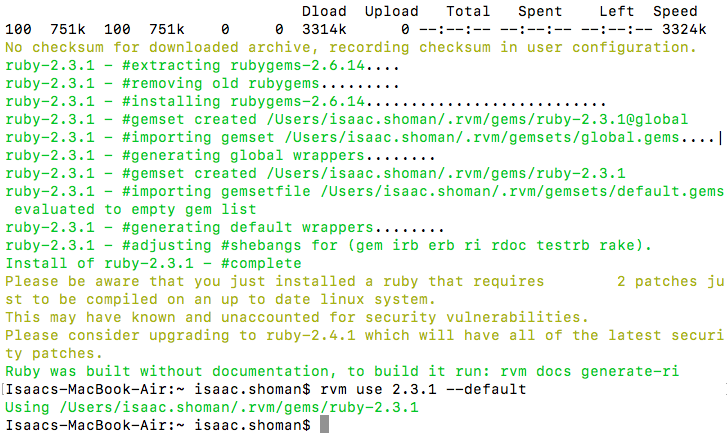 Dload  Upload   Total   Spent    Left  Speed
100  751k  100  751k    0     0  3314k      0 --:--:-- --:--:-- --:--:-- 3324k
No checksum for downloaded archive, recording checksum in user configuration.
ruby-2.3.1 - #extracting rubygems-2.6.14....
ruby-2.3.1 - #removing old rubygems.........
ruby-2.3.1 - #installing rubygems-2.6.14...........................
ruby-2.3.1 - #gemset created /Users/isaac.shoman/.rvm/gems/ruby-2.3.1@global
ruby-2.3.1 - #importing gemset /Users/isaac.shoman/.rvm/gemsets/global.gems....|
ruby-2.3.1 - #generating global wrappers........
ruby-2.3.1 - #gemset created /Users/isaac.shoman/.rvm/gems/ruby-2.3.1
ruby-2.3.1 - #importing gemsetfile /Users/isaac.shoman/.rvm/gemsets/default.gems
 evaluated to empty gem list
ruby-2.3.1 - #generating default wrappers........
ruby-2.3.1 - #adjusting #shebangs for (gem irb erb ri rdoc testrb rake).
Install of ruby-2.3.1 - #complete
Please be aware that you just installed a ruby that requires        2 patches ju
st to be compiled on an up to date linux system.
This may have known and unaccounted for security vulnerabilities.
Please consider upgrading to ruby-2.4.1 which will have all of the latest securi
ty patches.
Ruby was built without documentation, to build it run: rvm docs generate-ri
[Isaacs-MacBook-Air:~ isaac.shoman$ rvm use 2.3.1 --default
Using /Users/isaac.shoman/.rvm/gems/ruby-2.3.1
Isaacs-MacBook-Air:~ isaac.shoman$